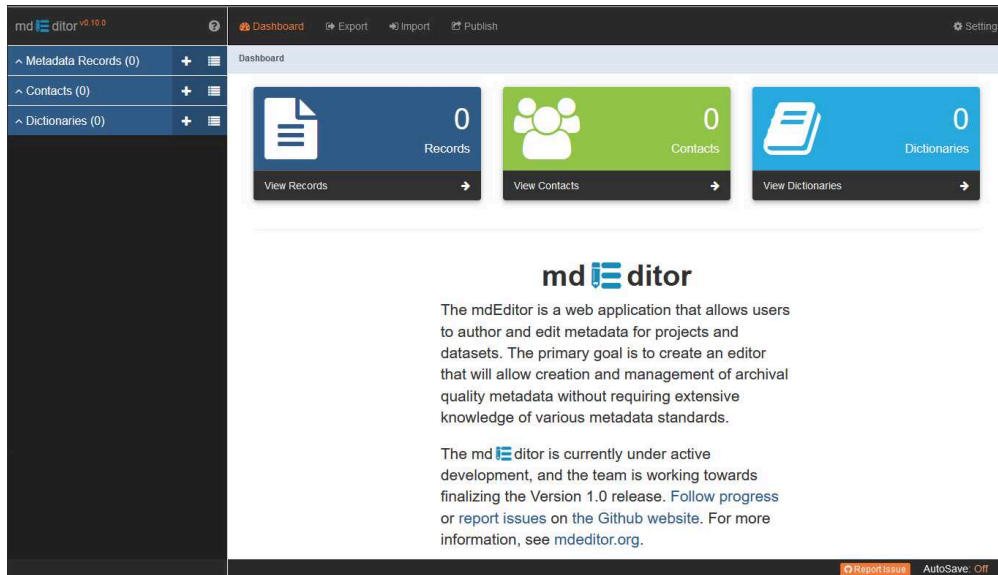 md ditor v0.10.0
Dashboard Export Import Publish
Setting
Metadata Records (0)
Contacts (0)
Dictionaries (0)
Dashboard
0
Records
View Records
0
Contacts
View Contacts
0
Dictionaries
View Dictionaries
md ditor
The mdEditor is a web application that allows users
to author and edit metadata for projects and
datasets. The primary goal is to create an editor
that will allow creation and management of archival
quality metadata without requiring extensive
knowledge of various metadata standards.
The md ditor is currently under active
development, and the team is working towards
finalizing the Version 1.0 release. Follow progress
or report issues on the Github website. For more
information, see mdeditor.org.
Report Issue AutoSave: Off